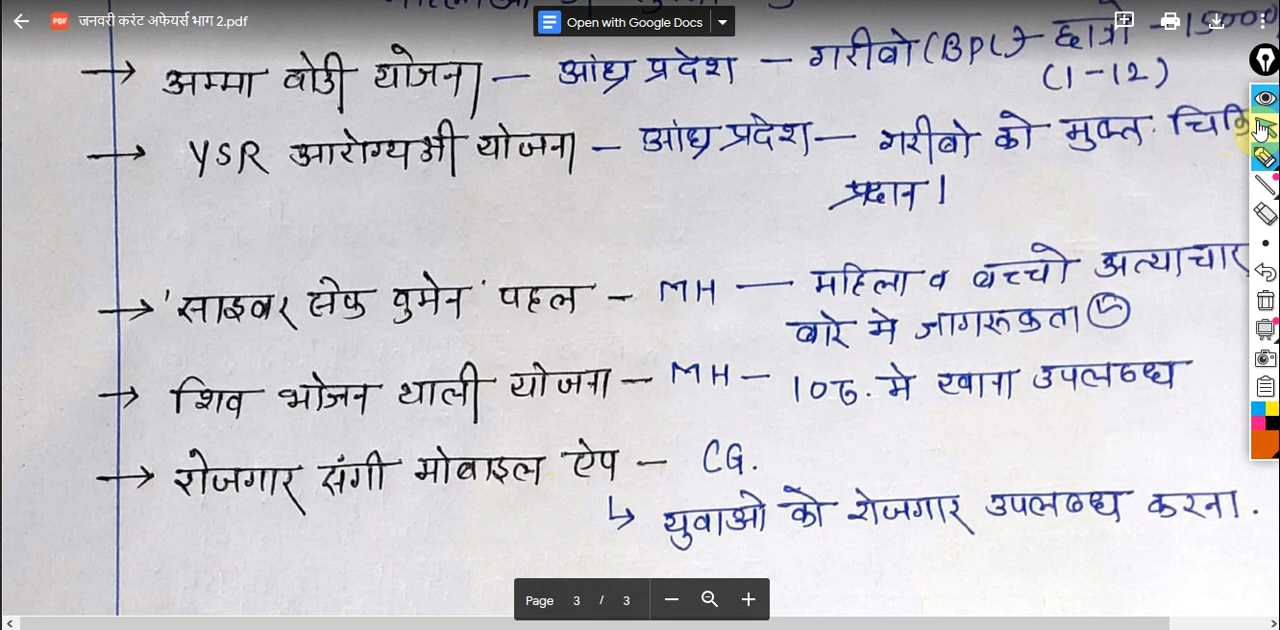 जनवरी करंट अफेयर्स भाग 2.pdf
Open with Google Docs
→ अम्मा वोडी योजना — आंध्र प्रदेश — गरीबो (BPL) - छात्रो - 15000
(1-12)
→ YSR आरोग्यश्री योजना — आंध्र प्रदेश — गरीबो को मुफ्त
प्रदान।
→ 'साइबर सेफ वुमेन' पहल — MH — महिला व बच्चो अत्याचार
बारे मे जागरूकता
→ शिव भोजन थाली योजना — MH — 10रु. मे खाना उपलब्ध
→ रोजगार संगी मोबाइल ऐप — CG.
↳ युवाओ को रोजगार उपलब्ध करना.
Page 3 / 3